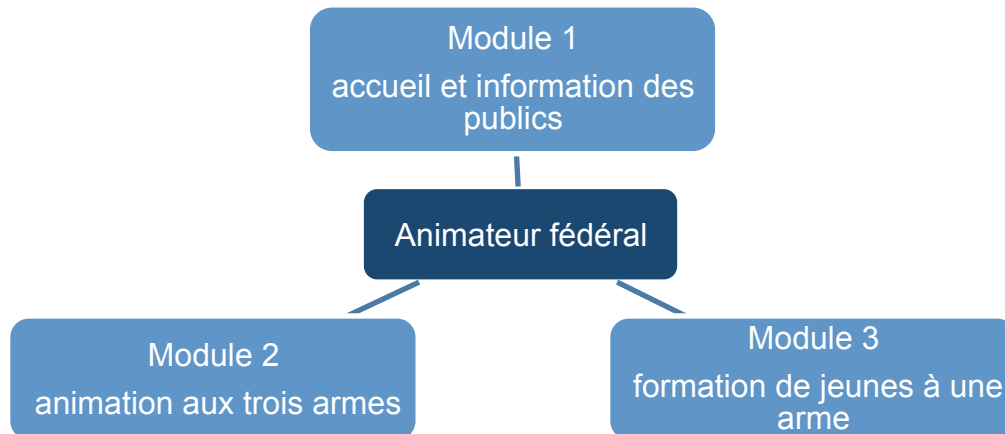 Module 1
accueil et information des
publics
Animateur fédéral
Module 2
animation aux trois armes
Module 3
formation de jeunes à une
arme